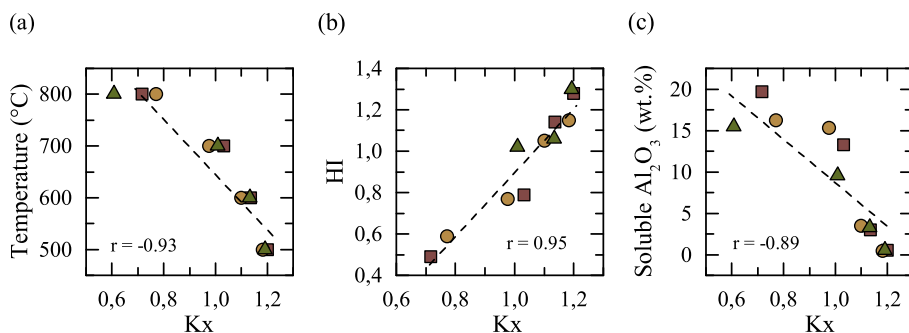 (a)
(b)
(c)
Temperature (°C)
800
700
600
500
r = -0.93
0,6 0,8 1,0 1,2
Kx
HI
1,4
1,2
1,0
0,8
0,6
0,4
0.95
0,6 0,8 1,0 1,2
Kx
Soluble Al₂O₃ (wt.%)
20
15
10
5
0
r = -0.89
0,6 0,8 1,0 1,2
Kx